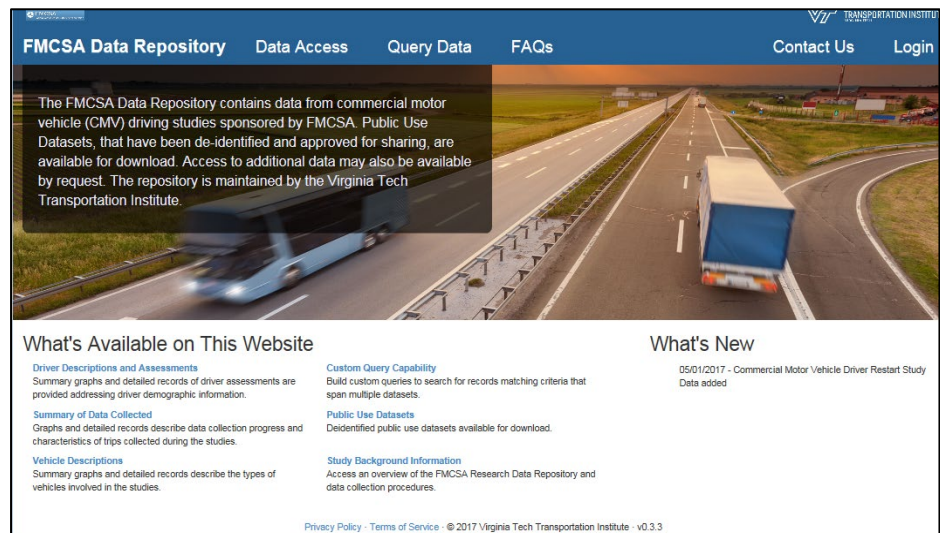 FMCSA
TRANSPORTATION INSTITUT
FMCSA Data Repository Data Access Query Data FAQs Contact Us Login
The FMCSA Data Repository contains data from commercial motor
vehicle (CMV) driving studies sponsored by FMCSA. Public Use
Datasets, that have been de-identified and approved for sharing, are
available for download. Access to additional data may also be available
by request. The repository is maintained by the Virginia Tech
Transportation Institute.
What's Available on This Website
Driver Descriptions and Assessments
Summary graphs and detailed records of driver assessments are
provided addressing driver demographic information.
Summary of Data Collected
Graphs and detailed records describe data collection progress and
characteristics of trips collected during the studies.
Vehicle Descriptions
Summary graphs and detailed records describe the types of
vehicles involved in the studies.
Custom Query Capability
Build custom queries to search for records matching criteria that
span multiple datasets.
Public Use Datasets
Deidentified public use datasets available for download.
Study Background Information
Access an overview of the FMCSA Research Data Repository and
data collection procedures.
What's New
05/01/2017 - Commercial Motor Vehicle Driver Restart Study
Data added
Privacy Policy · Terms of Service · © 2017 Virginia Tech Transportation Institute · v0.3.3